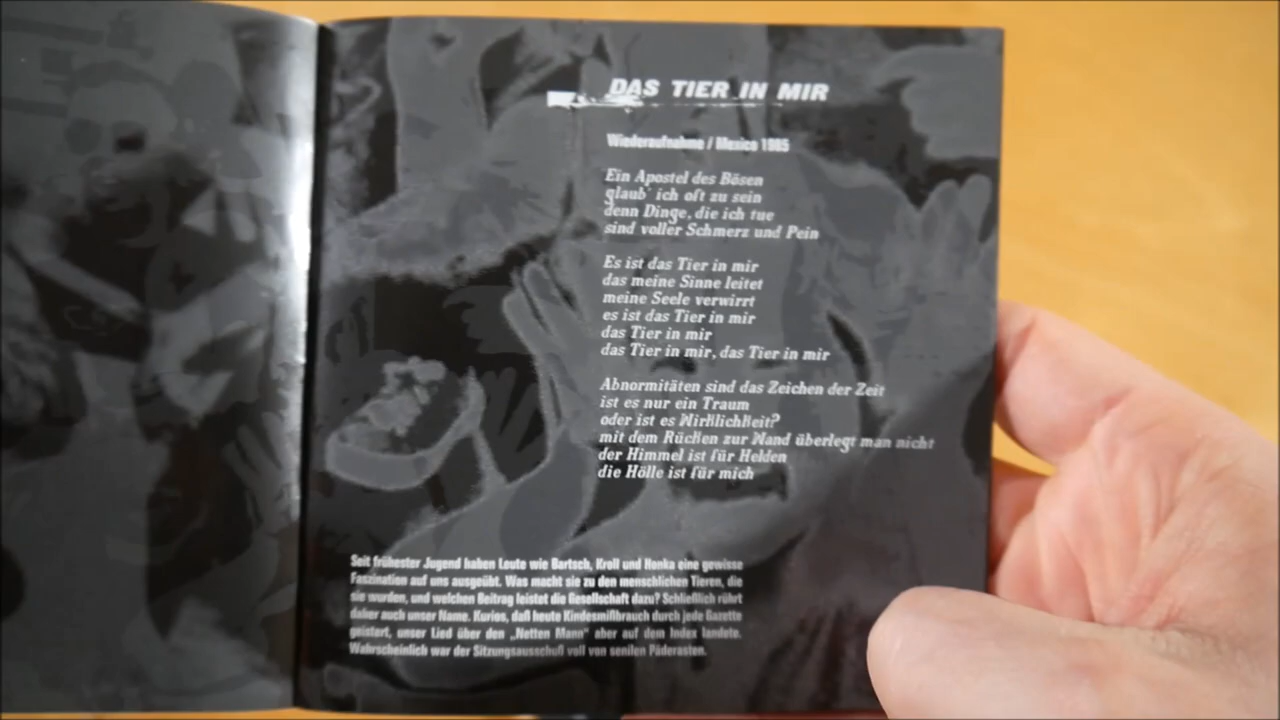 DAS TIER IN MIR
Wiederaufnahme / Mexico 1985
Ein Apostel des Bösen
glaub' ich oft zu sein
denn Dinge, die ich tue
sind voller Schmerz und Pein
Es ist das Tier in mir
das meine Sinne leitet
meine Seele verwirrt
es ist das Tier in mir
das Tier in mir
das Tier in mir, das Tier in mir
Abnormitäten sind das Zeichen der Zeit
ist es nur ein Traum
oder ist es Wirklichkeit?
mit dem Rücken zur Wand überlegt man nicht
der Himmel ist für Helden
die Hölle ist für mich
Seit frühester Jugend haben Leute wie Bartsch, Kroll und Honka eine gewisse
Faszination auf uns ausgeübt. Was macht sie zu den menschlichen Tieren, die
sie wurden, und welchen Beitrag leistet die Gesellschaft dazu? Schließlich rührt
daher auch unser Name. Kurios, daß heute Kindesmißbrauch durch jede Gazette
geistert, unser Lied über den „Netten Mann" aber auf dem Index landete.
Wahrscheinlich war der Sitzungsausschuß voll von senilen Päderasten.